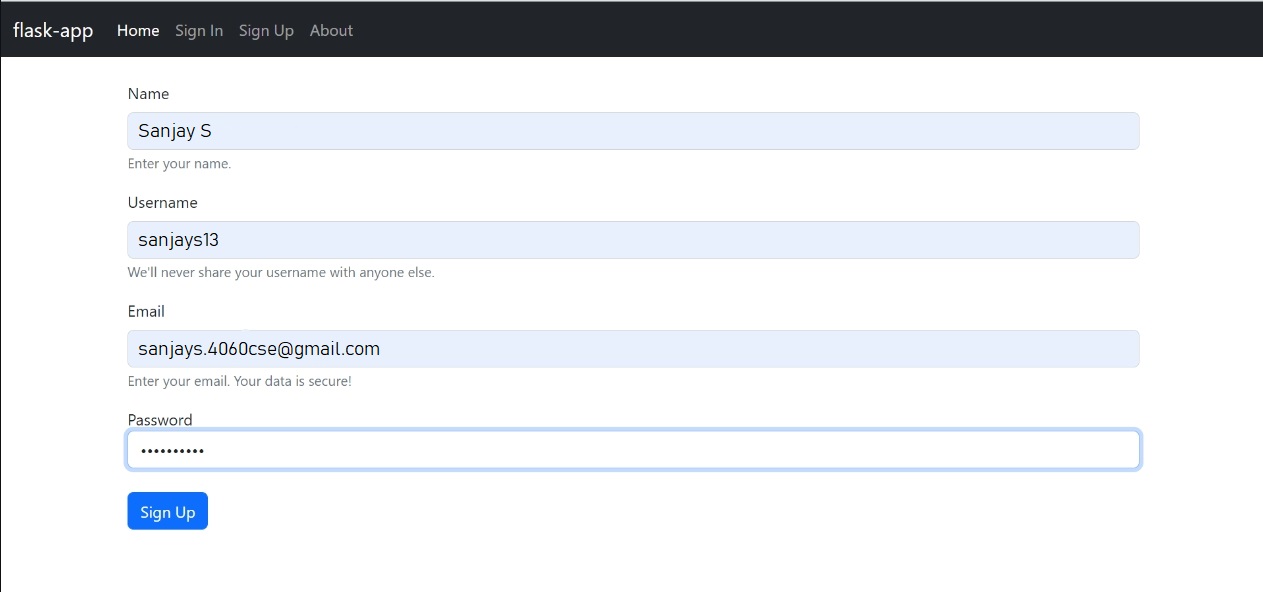 flask-app Home Sign In Sign Up About
Name
Sanjay S
Enter your name.
Username
sanjays13
We'll never share your username with anyone else.
Email
sanjays.4060cse@gmail.com
Enter your email. Your data is secure!
Password
••••••••••
Sign Up